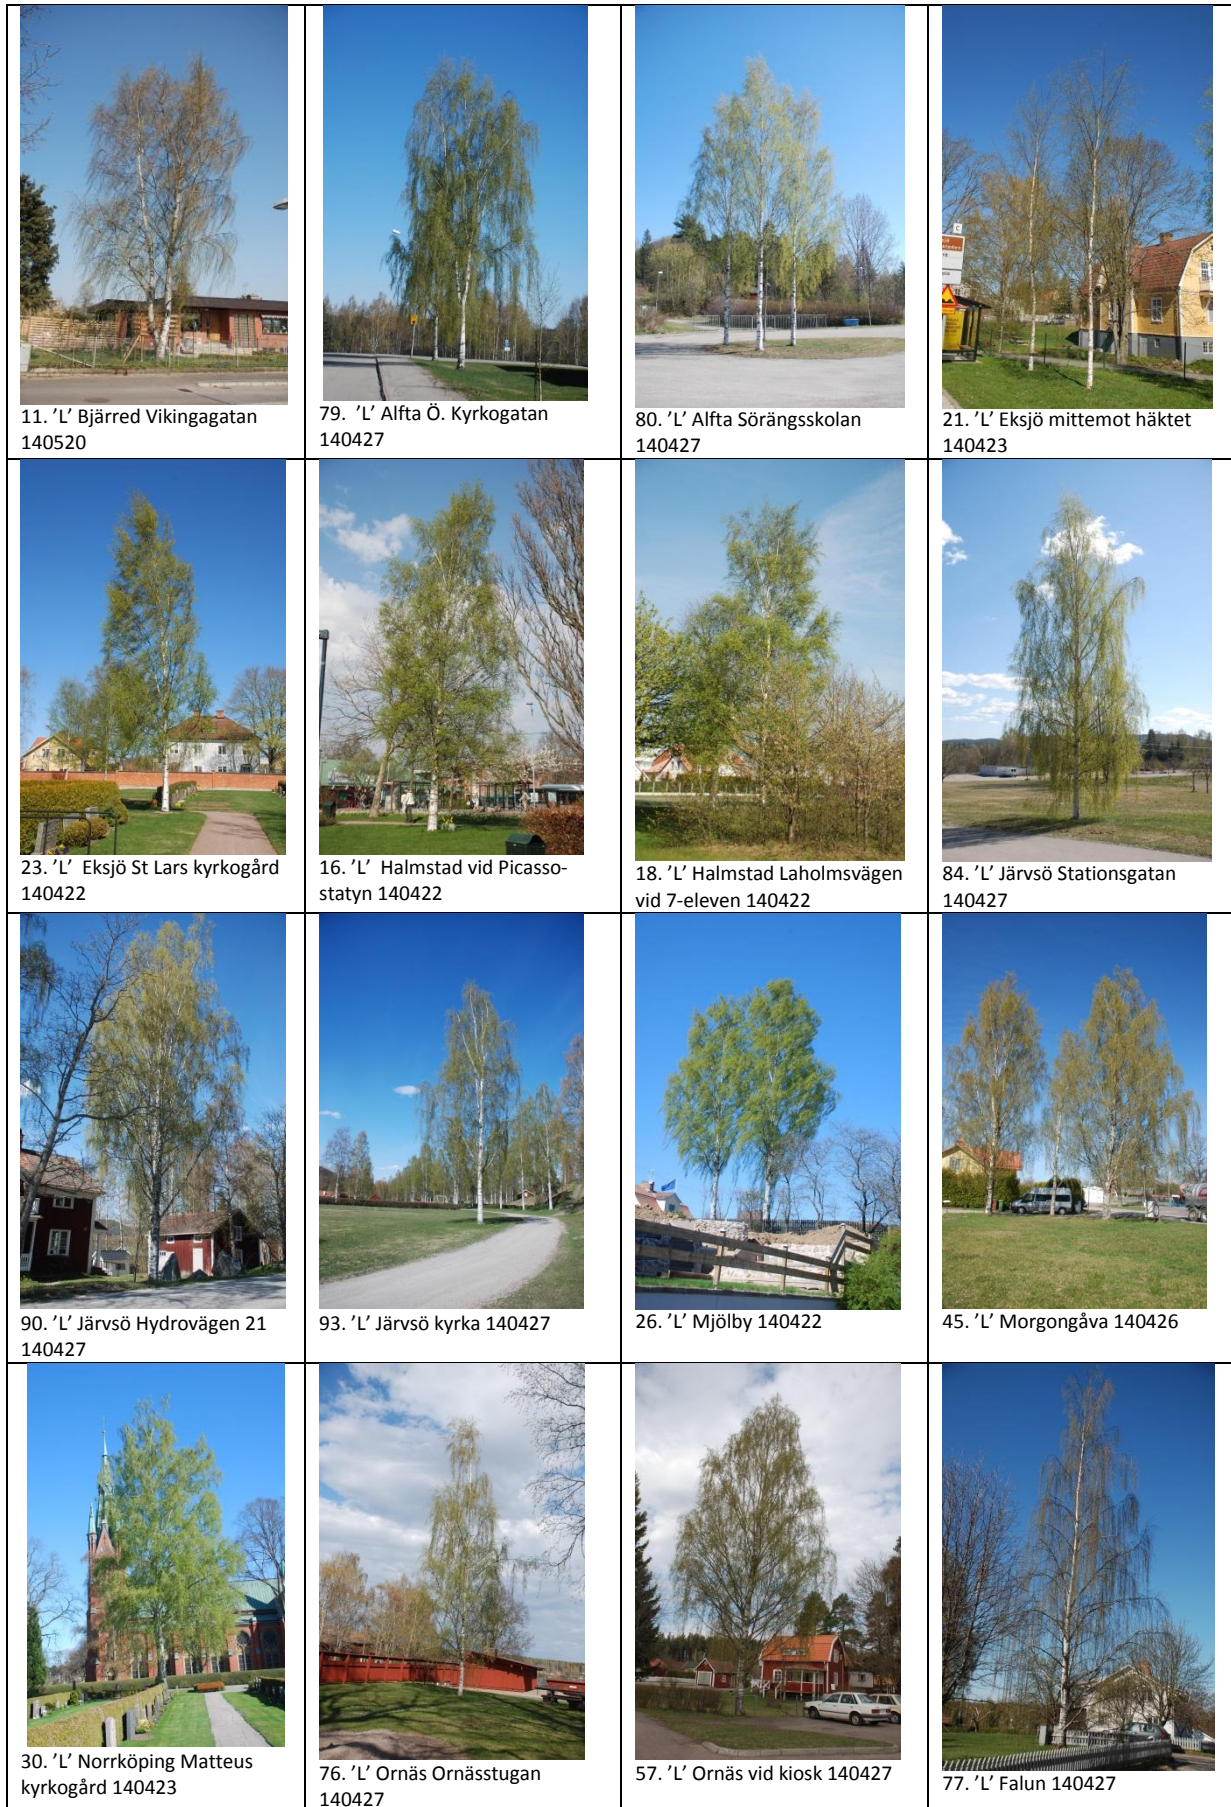 11. ’L’ Bjärred Vikingagatan
140520
79. ’L’ Alfta Ö. Kyrkogatan
140427
80. ’L’ Alfta Sörängsskolan
140427
21. ’L’ Eksjö mittemot häktet
140423
23. ’L’ Eksjö St Lars kyrkogård
140422
16. ’L’ Halmstad vid Picasso-
statyn 140422
18. ’L’ Halmstad Laholmsvägen
vid 7-eleven 140422
84. ’L’ Järvsö Stationsgatan
140427
90. ’L’ Järvsö Hydrovägen 21
140427
93. ’L’ Järvsö kyrka 140427
26. ’L’ Mjölby 140422
45. ’L’ Morgongåva 140426
30. ’L’ Norrköping Matteus
kyrkogård 140423
76. ’L’ Ornäs Ornässtugan
140427
57. ’L’ Ornäs vid kiosk 140427
77. ’L’ Falun 140427